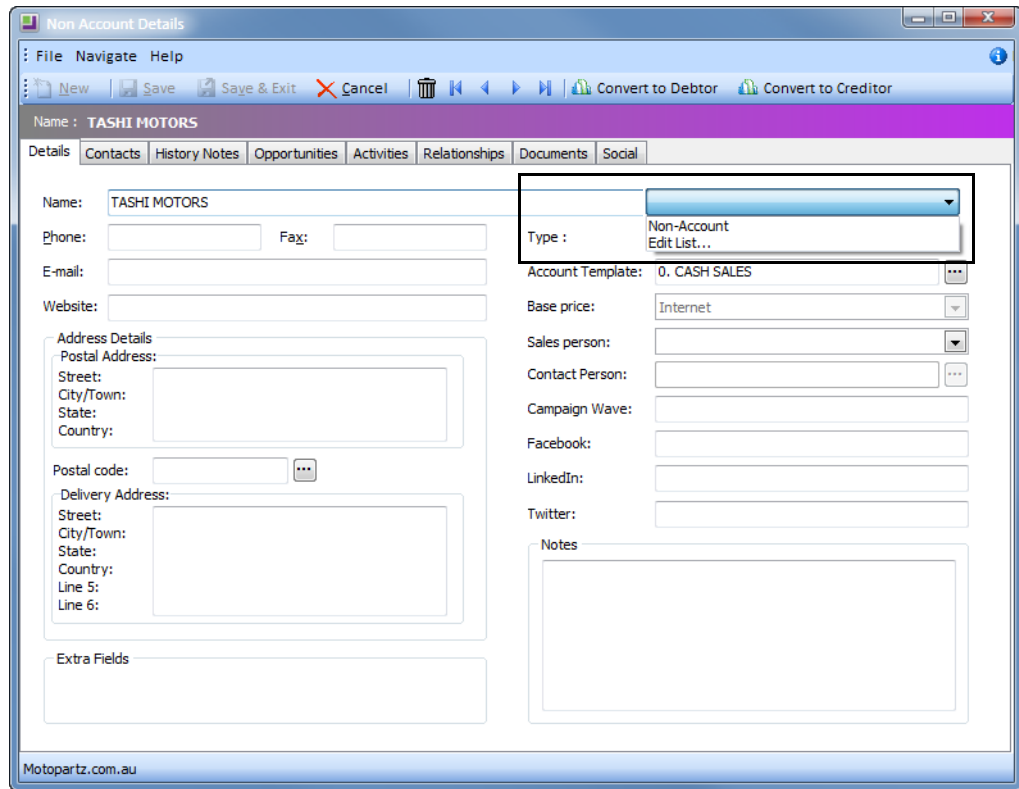 Non Account Details
File Navigate Help
New Save Save & Exit Cancel Convert to Debtor Convert to Creditor
Name : TASHI MOTORS
Details Contacts History Notes Opportunities Activities Relationships Documents Social
Name: TASHI MOTORS
Phone: Fax:
E-mail:
Website:
Address Details
Postal Address:
Street:
City/Town:
State:
Country:
Postal code:
Delivery Address:
Street:
City/Town:
State:
Country:
Line 5:
Line 6:
Extra Fields
Type :
Non-Account
Edit List...
Account Template: 0. CASH SALES
Base price: Internet
Sales person:
Contact Person:
Campaign Wave:
Facebook:
LinkedIn:
Twitter:
Notes
Motopartz.com.au